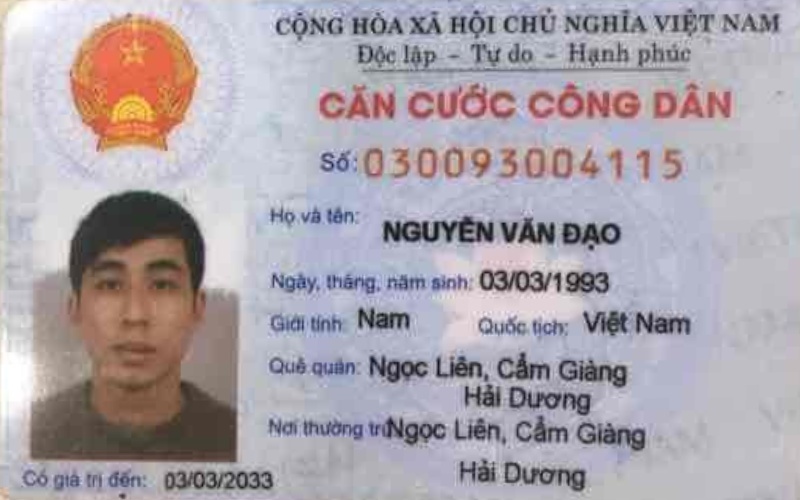 CỘNG HÒA XÃ HỘI CHỦ NGHĨA VIỆT NAM
Độc lập - Tự do - Hạnh phúc
CĂN CƯỚC CÔNG DÂN
Số: 030093004115
Họ và tên: NGUYỄN VĂN ĐẠO
Ngày, tháng, năm sinh: 03/03/1993
Giới tính: Nam Quốc tịch: Việt Nam
Quê quán: Ngọc Liên, Cẩm Giàng
Hải Dương
Nơi thường trú Ngọc Liên, Cẩm Giàng
Hải Dương
Có giá trị đến: 03/03/2033